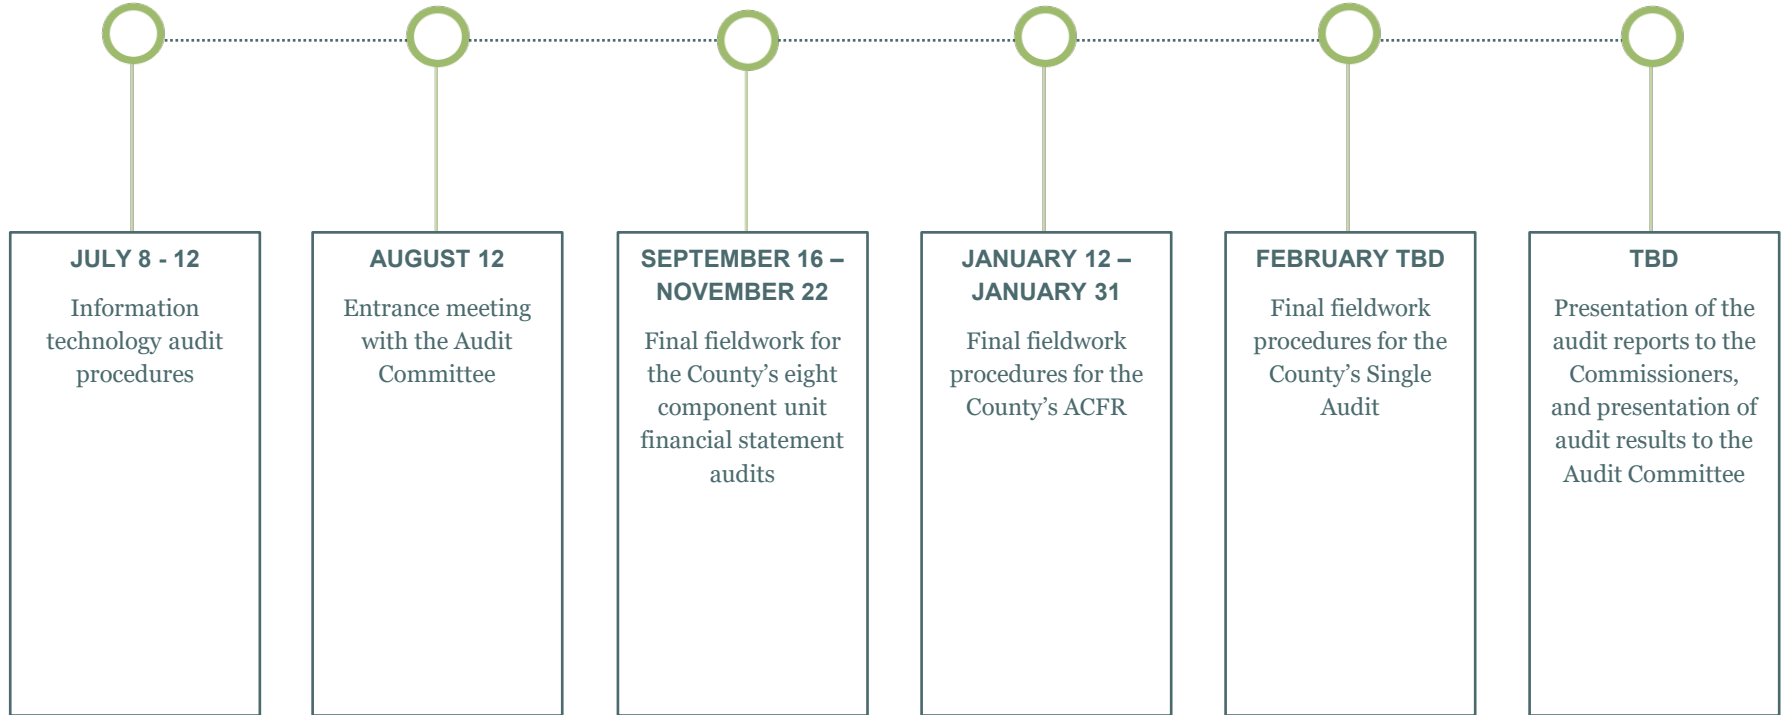 JULY 8 - 12
Information
technology audit
procedures
AUGUST 12
Entrance meeting
with the Audit
Committee
SEPTEMBER 16 –
NOVEMBER 22
Final fieldwork for
the County’s eight
component unit
financial statement
audits
JANUARY 12 –
JANUARY 31
Final fieldwork
procedures for the
County’s ACFR
FEBRUARY TBD
Final fieldwork
procedures for the
County’s Single
Audit
TBD
Presentation of the
audit reports to the
Commissioners,
and presentation of
audit results to the
Audit Committee